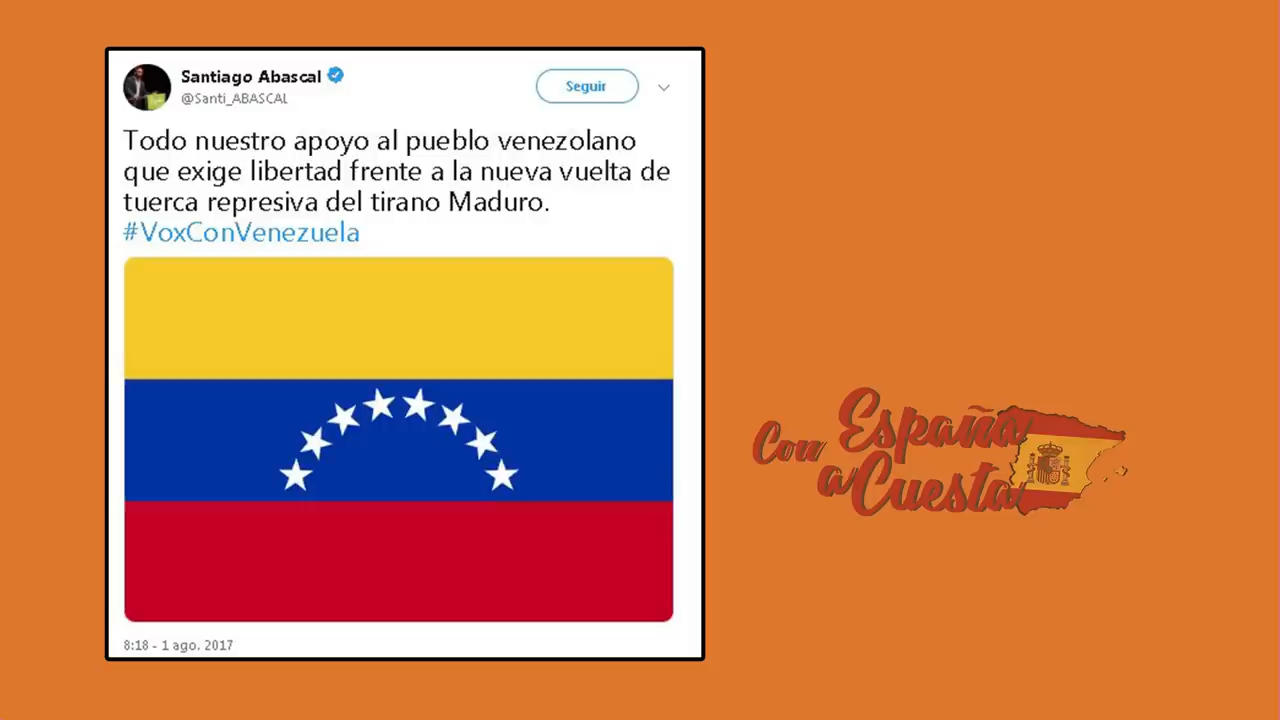 Santiago Abascal
@Santi_ABASCAL
Seguir
Todo nuestro apoyo al pueblo venezolano
que exige libertad frente a la nueva vuelta de
tuerca represiva del tirano Maduro.
#VoxConVenezuela
8:18 - 1 ago. 2017
Con España
a Cuesta